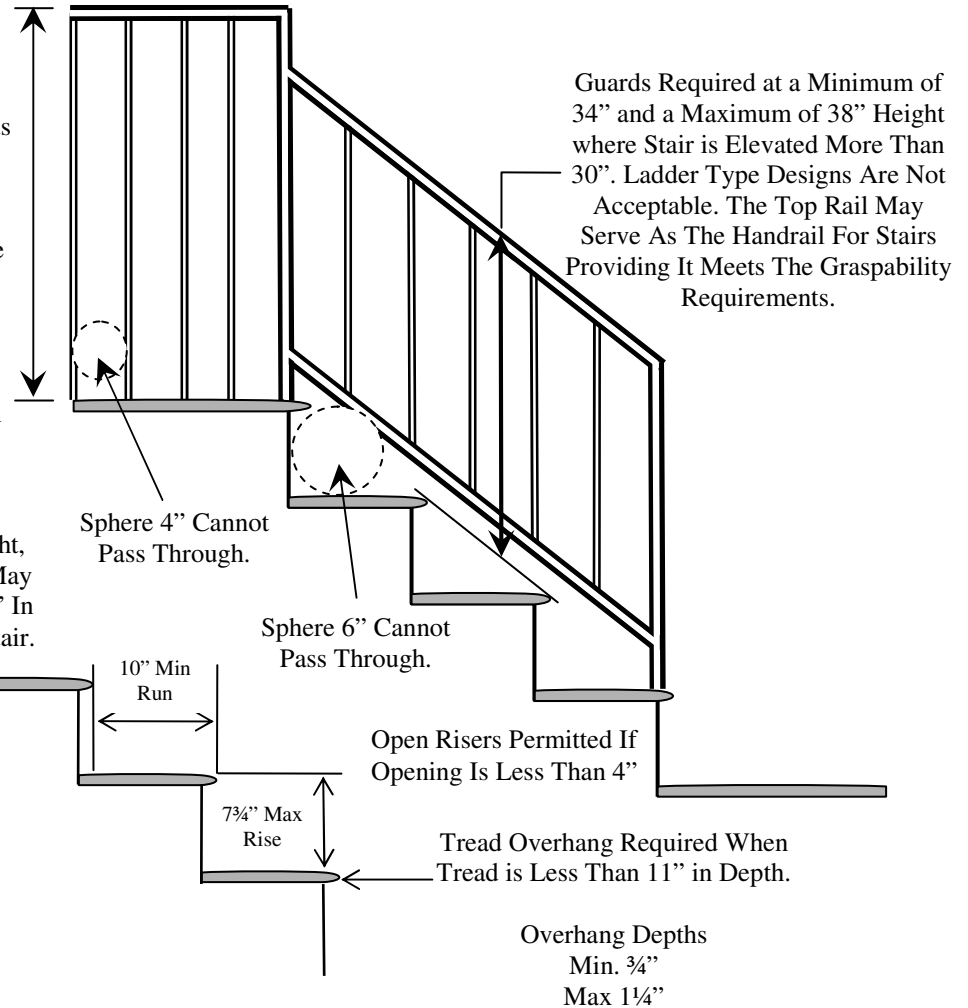 Guards Required at a Minimum of
34” and a Maximum of 38” Height
where Stair is Elevated More Than
30”. Ladder Type Designs Are Not
Acceptable. The Top Rail May
Serve As The Handrail For Stairs
Providing It Meets The Graspability
Requirements.
Sphere 4” Cannot
Pass Through.
May
In
Sphere 6” Cannot
Pass Through.
10” Min
Run
Open Risers Permitted If
Opening Is Less Than 4”
7¾” Max
Rise
Tread Overhang Required When
Tread is Less Than 11” in Depth.
Overhang Depths
Min. ¾”
Max 1¼”